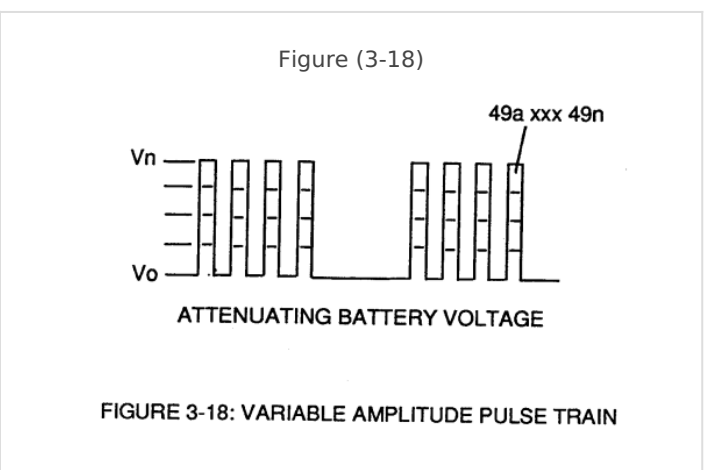 Figure (3-18)
49a xxx 49n
Vn
Vo
ATTENUATING BATTERY VOLTAGE
FIGURE 3-18: VARIABLE AMPLITUDE PULSE TRAIN